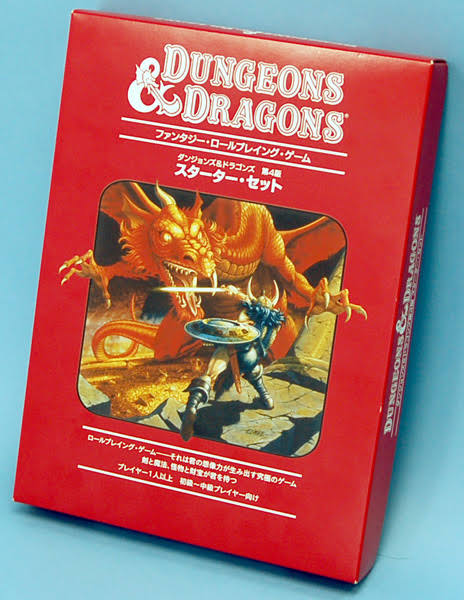 DUNGEONS
& DRAGONS®
ファンタジー・ロールプレイング・ゲーム
ダンジョンズ&ドラゴンズ 第4版
スターター・セット
ロールプレイング・ゲーム――それは君の想像力が生み出す究極のゲーム
剣と魔法、怪物と財宝が君を待つ
プレイヤー1人以上 初級～中級プレイヤー向け
DUNGEONS & DRAGONS